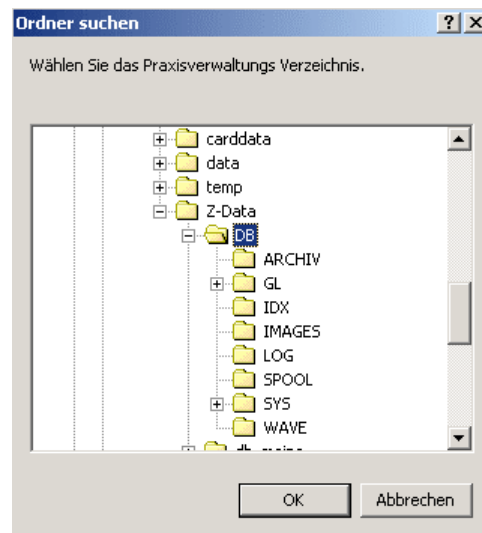 Ordner suchen
Wählen Sie das Praxisverwaltungs Verzeichnis.
carddata
data
temp
Z-Data
DB
ARCHIV
GL
IDX
IMAGES
LOG
SPOOL
SYS
WAVE
OK Abbrechen